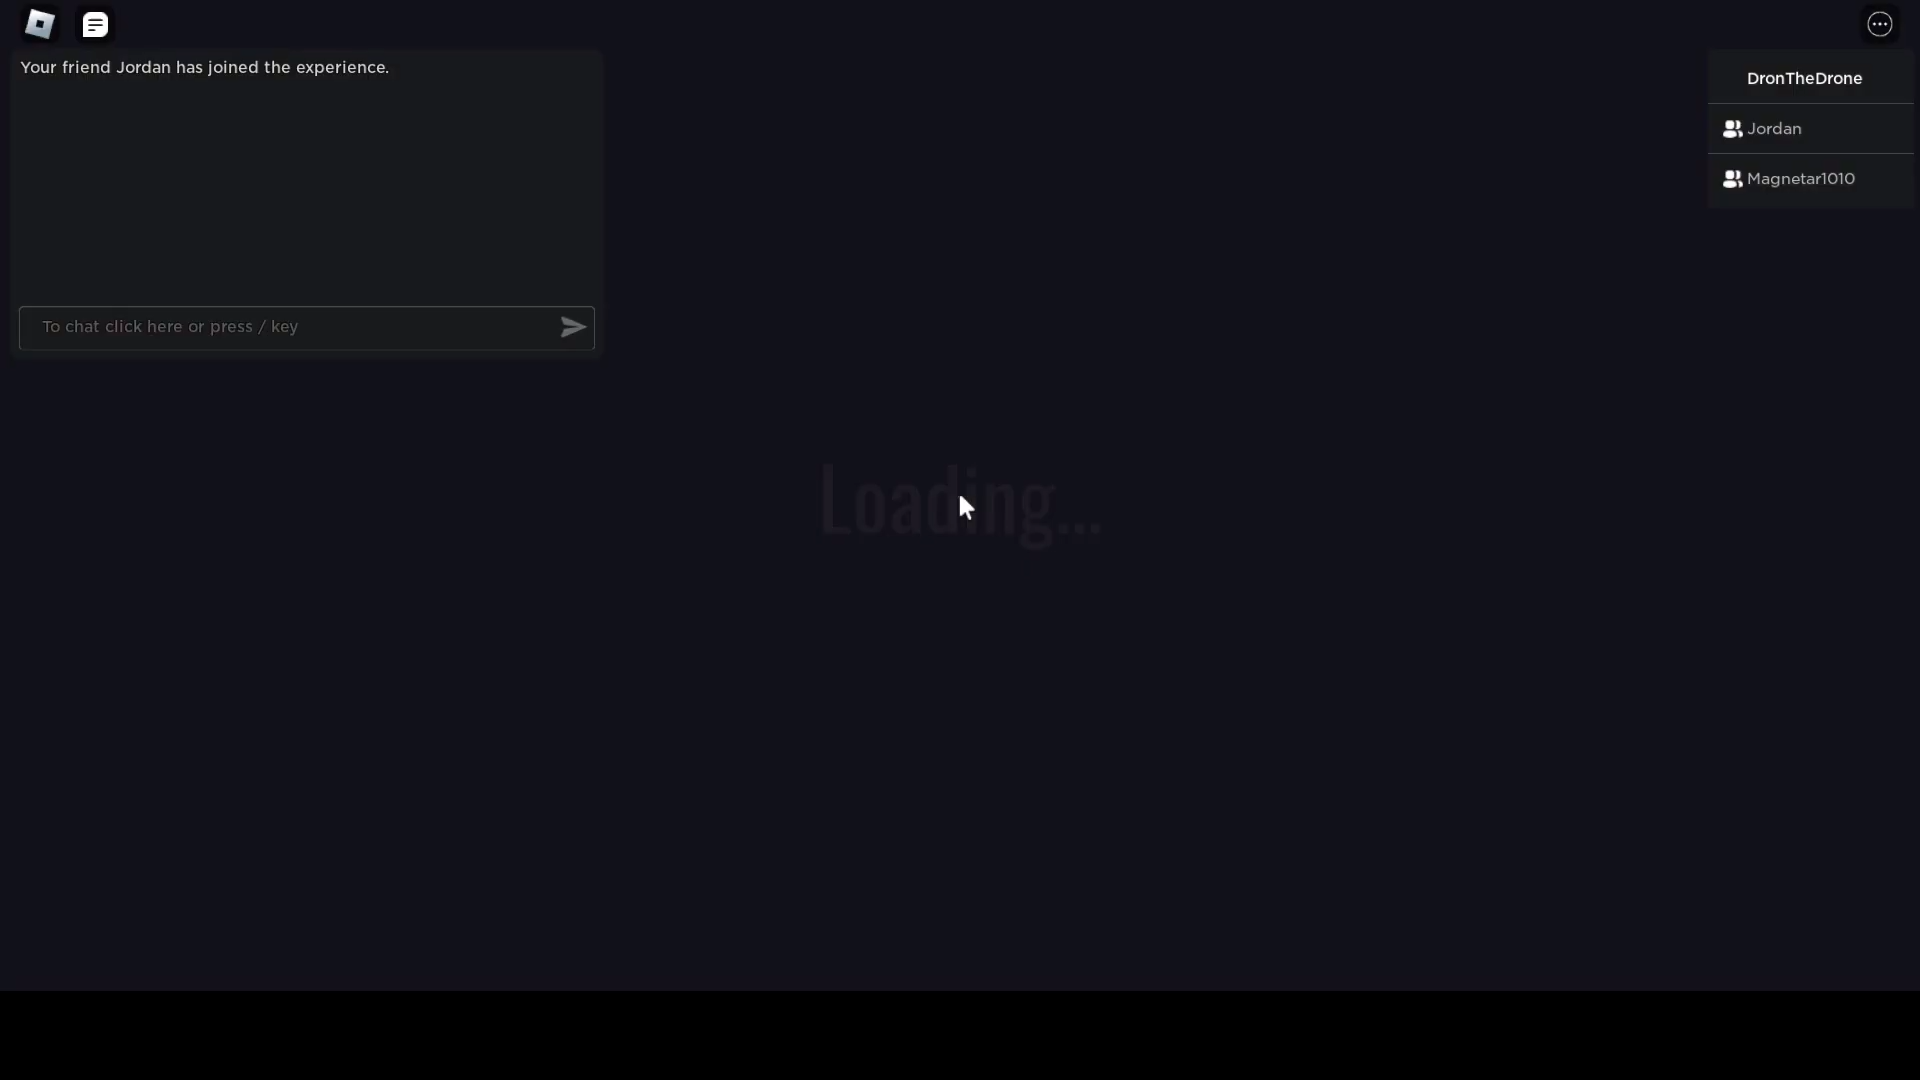 Your friend Jordan has joined the experience.
To chat click here or press / key
DronTheDrone
Jordan
Magnetar1010
Loading...